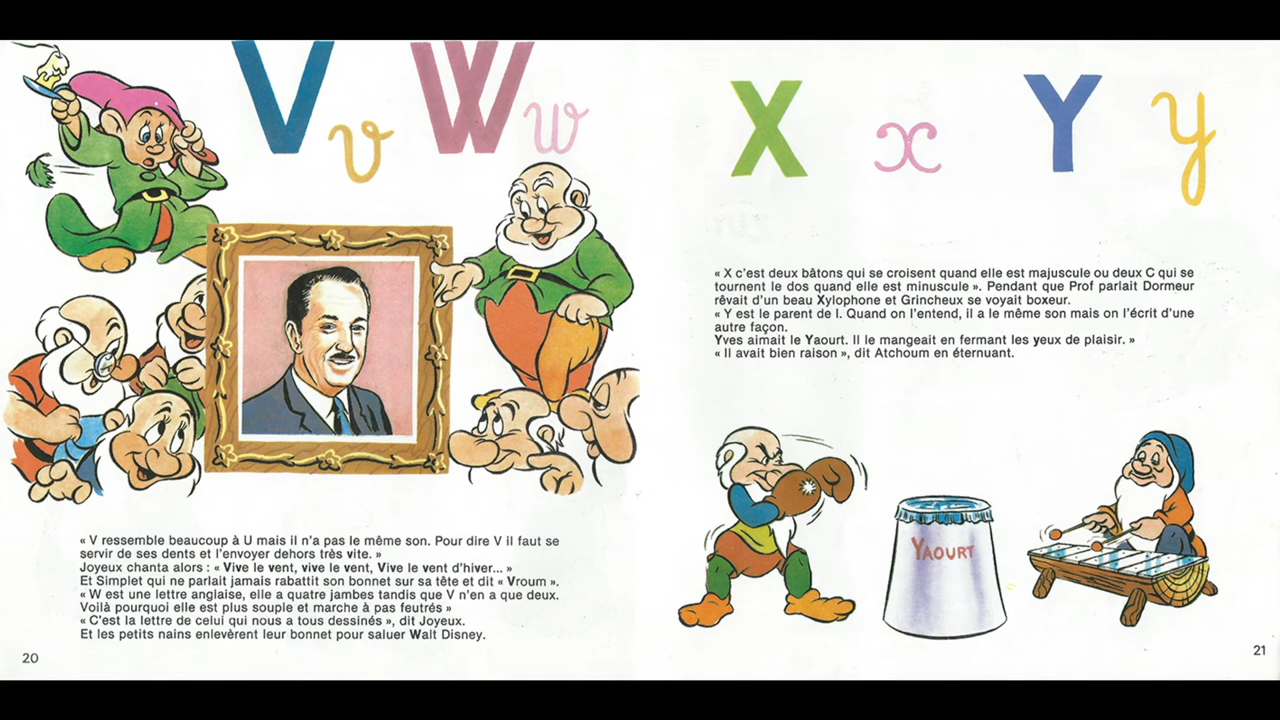 V v W w
« V ressemble beaucoup à U mais il n'a pas le même son. Pour dire V il faut se
servir de ses dents et l'envoyer dehors très vite. »
Joyeux chanta alors : « Vive le vent, vive le vent, Vive le vent d'hiver... »
Et Simplet qui ne parlait jamais rabattit son bonnet sur sa tête et dit « Vroum ».
« W est une lettre anglaise, elle a quatre jambes tandis que V n'en a que deux.
Voilà pourquoi elle est plus souple et marche à pas feutrés »
« C'est la lettre de celui qui nous a tous dessinés », dit Joyeux.
Et les petits nains enlevèrent leur bonnet pour saluer Walt Disney.
20
X x Y y
« X c'est deux bâtons qui se croisent quand elle est majuscule ou deux C qui se
tournent le dos quand elle est minuscule ». Pendant que Prof parlait Dormeur
rêvait d'un beau Xylophone et Grincheux se voyait boxeur.
« Y est le parent de I. Quand on l'entend, il a le même son mais on l'écrit d'une
autre façon.
Yves aimait le Yaourt. Il le mangeait en fermant les yeux de plaisir. »
« Il avait bien raison », dit Atchoum en éternuant.
YAOURT
21